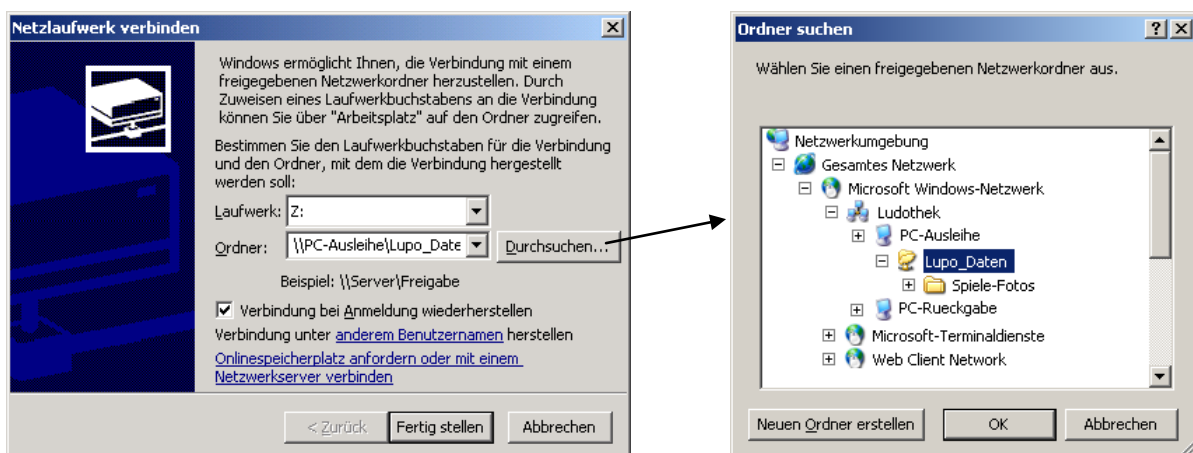 Netzlaufwerk verbinden
Windows ermöglicht Ihnen, die Verbindung mit einem
freigegebenen Netzwerkordner herzustellen. Durch
Zuweisen eines Laufwerkbuchstabens an die Verbindung
können Sie über "Arbeitsplatz" auf den Ordner zugreifen.
Bestimmen Sie den Laufwerkbuchstaben für die Verbindung
und den Ordner, mit dem die Verbindung hergestellt
werden soll:
Laufwerk: Z:
Ordner: \\PC-Ausleihe\Lupo_Date Durchsuchen...
Beispiel: \\Server\Freigabe
Verbindung bei Anmeldung wiederherstellen
Verbindung unter anderem Benutzernamen herstellen
Onlinespeicherplatz anfordern oder mit einem
Netzwerkserver verbinden
< Zurück Fertig stellen Abbrechen
Ordner suchen
Wählen Sie einen freigegebenen Netzwerkordner aus.
Netzwerkumgebung
Gesamtes Netzwerk
Microsoft Windows-Netzwerk
Ludothek
PC-Ausleihe
Lupo_Daten
Spiele-Fotos
PC-Rueckgabe
Microsoft-Terminaldienste
Web Client Network
Neuen Ordner erstellen OK Abbrechen